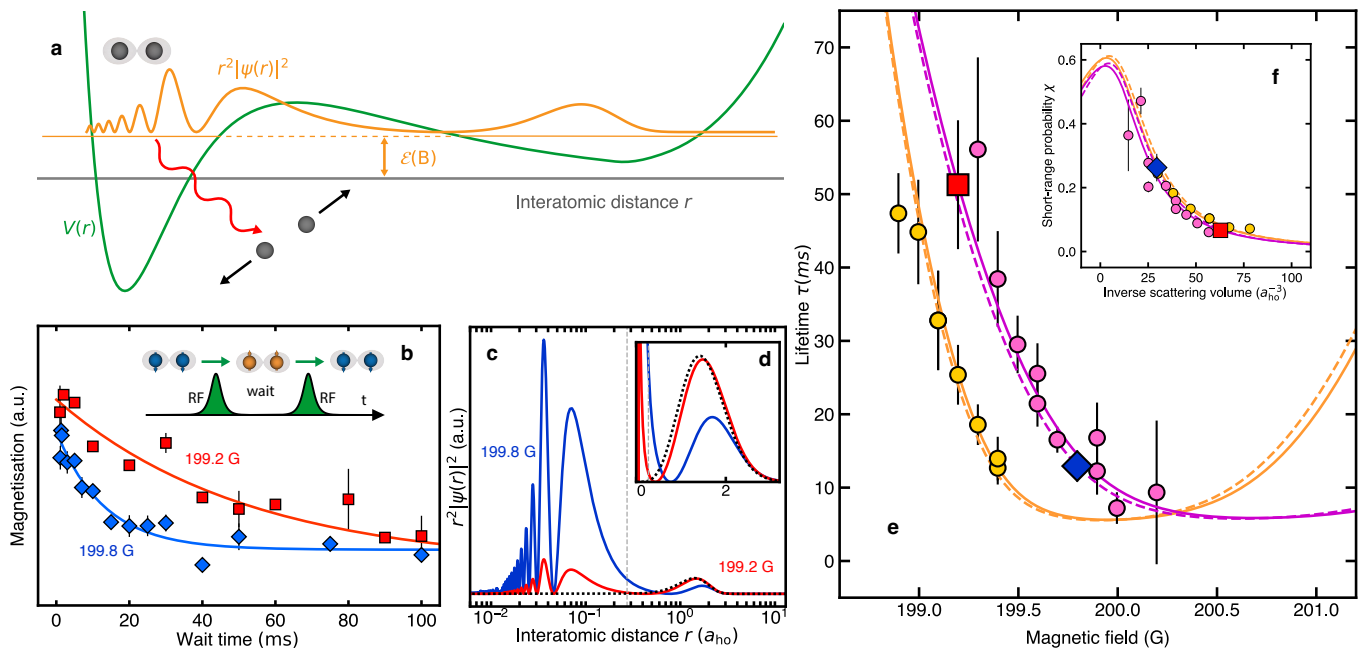 a
r²|ψ(r)|²
ℰ(B)
Interatomic distance r
V(r)
b
RF
wait
RF
t
199.2 G
199.8 G
Magnetisation (a.u.)
0
20
40
60
80
100
Wait time (ms)
c
d
199.8 G
199.2 G
0
2
r²|ψ(r)|² (a.u.)
10⁻²
10⁻¹
10⁰
10¹
Interatomic distance r (a_ho)
70
60
50
40
30
20
10
0
Lifetime τ(ms)
e
199.0
199.5
200.0
200.5
201.0
Magnetic field (G)
f
0.6
0.4
0.2
0.0
Short-range probability χ
0
25
50
75
100
Inverse scattering volume (a_ho⁻³)